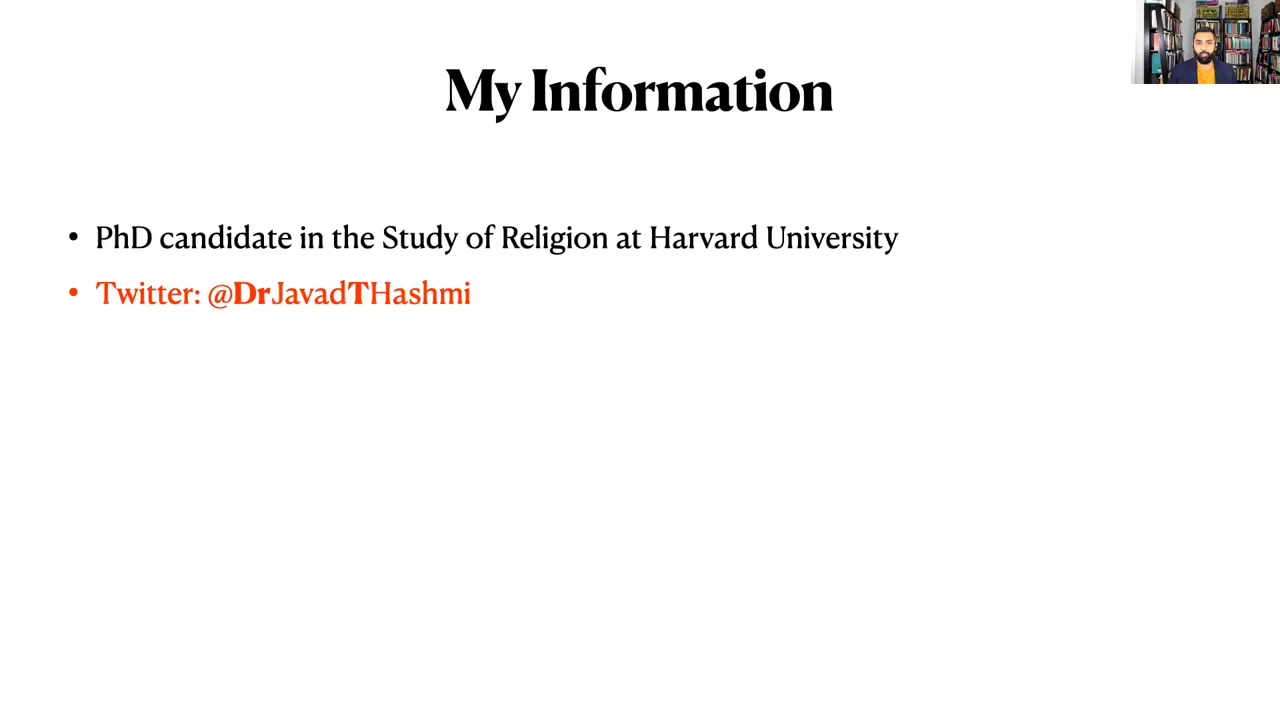 My Information
• PhD candidate in the Study of Religion at Harvard University
• Twitter: @DrJavadTHashmi